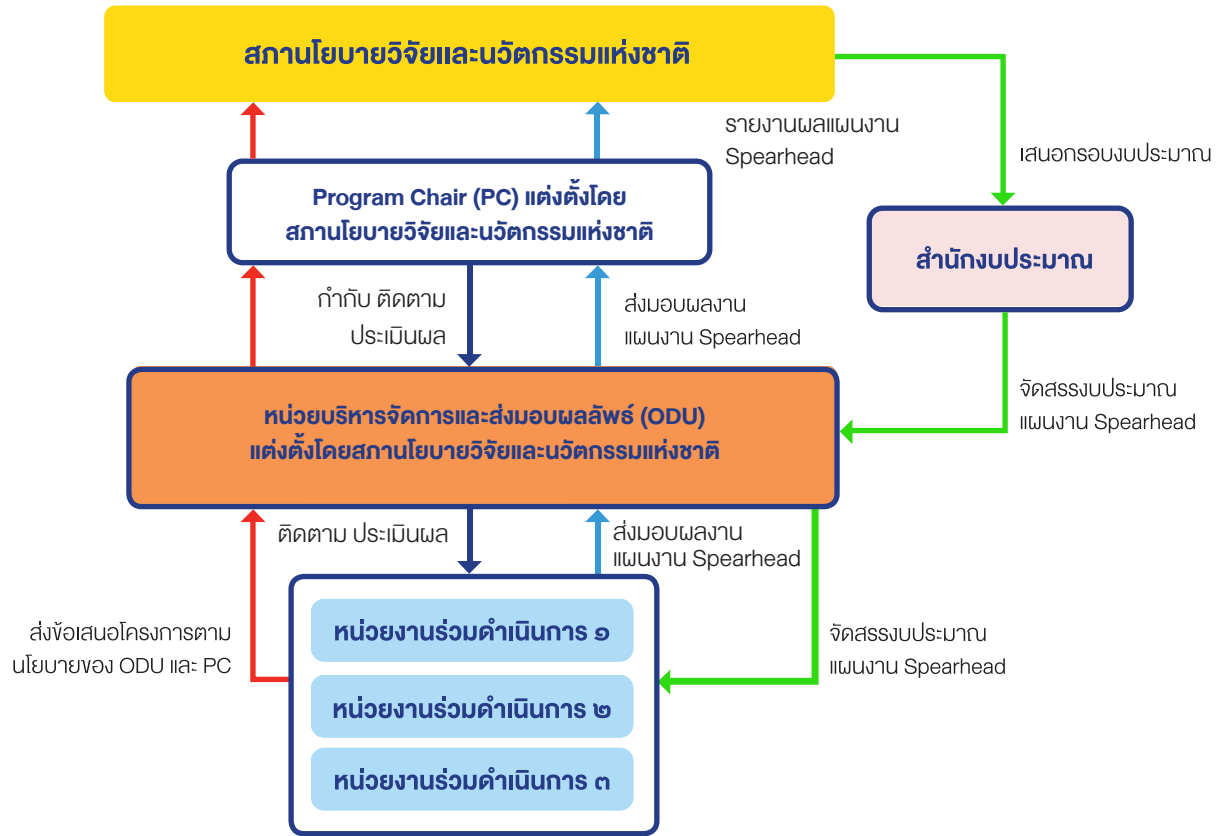 สภานโยบายวิจัยและนวัตกรรมแห่งชาติ
รายงานผลแผนงาน
Spearhead
เสนอกรอบงบประมาณ
Program Chair (PC) แต่งตั้งโดย
สภานโยบายวิจัยและนวัตกรรมแห่งชาติ
สำนักงบประมาณ
กำกับ ติดตาม
ประเมินผล
ส่งมอบผลงาน
แผนงาน Spearhead
จัดสรรงบประมาณ
แผนงาน Spearhead
หน่วยบริหารจัดการและส่งมอบผลลัพธ์ (ODU)
แต่งตั้งโดยสภานโยบายวิจัยและนวัตกรรมแห่งชาติ
ติดตาม ประเมินผล
ส่งมอบผลงาน
แผนงาน Spearhead
ส่งข้อเสนอโครงการตาม
นโยบายของ ODU และ PC
หน่วยงานร่วมดำเนินการ ๑
หน่วยงานร่วมดำเนินการ ๒
หน่วยงานร่วมดำเนินการ ๓
จัดสรรงบประมาณ
แผนงาน Spearhead